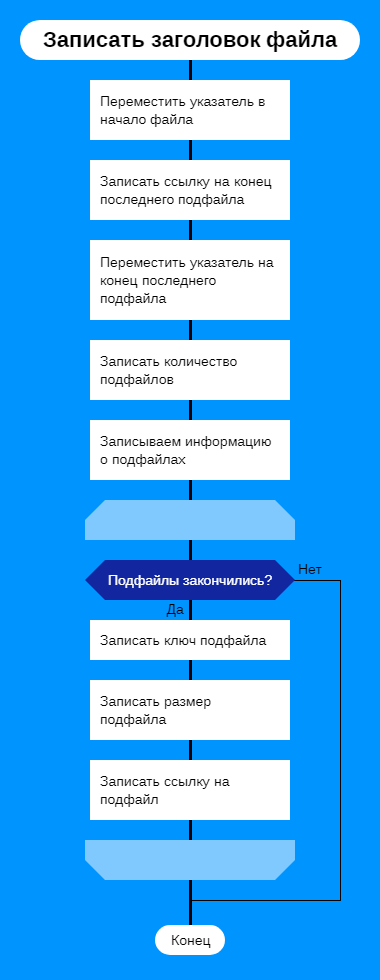 Записать заголовок файла
Переместить указатель в
начало файла
Записать ссылку на конец
последнего подфайла
Переместить указатель на
конец последнего
подфайла
Записать количество
подфайлов
Записываем информацию
о подфайлах
Подфайлы закончились?
Нет
Да
Записать ключ подфайла
Записать размер
подфайла
Записать ссылку на
подфайл
Конец